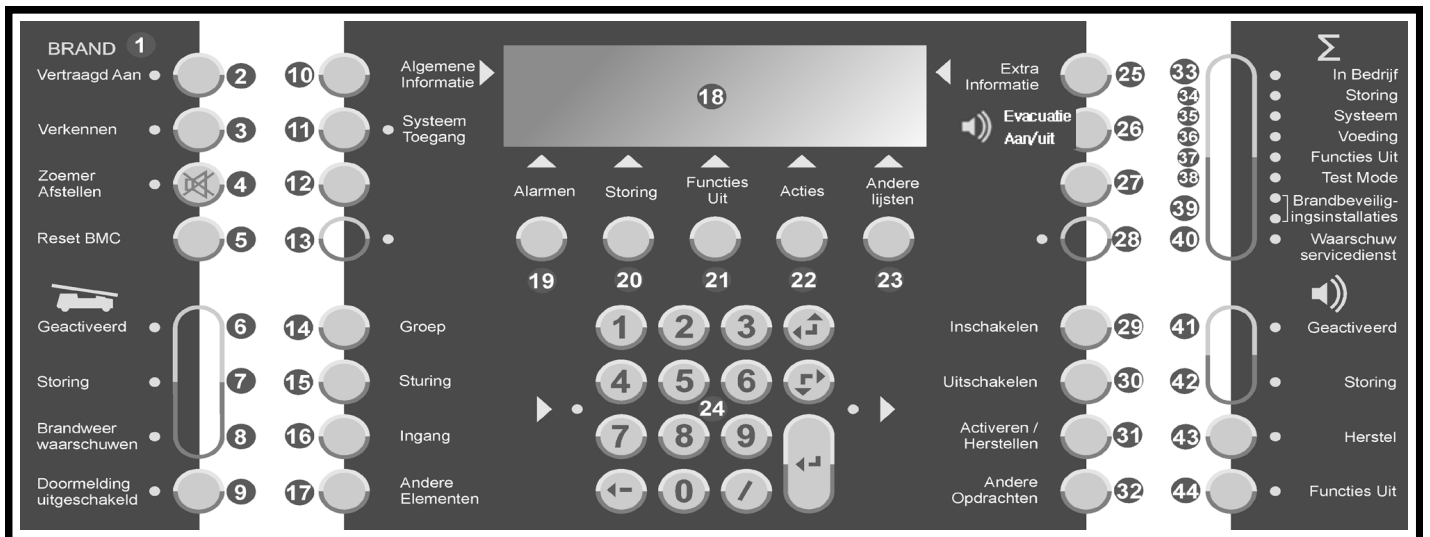 BRAND 1
Vertraagd Aan 2
Verkennen 3
Zoemer
Afstellen 4
Reset BMC 5
Geactiveerd 6
Storing 7
Brandweer
waarschuwen 8
Doormelding
uitgeschakeld 9
10 Algemene
Informatie
11 Systeem
Toegang
12
13
14 Groep
15 Sturing
16 Ingang
17 Andere
Elementen
18
Alarmen
Storing
Functies
Uit
Acties
Andere
lijsten
19 20 21 22 23
1 2 3
4 5 6
24
7 8 9
0 /
Extra
Informatie 25
Evacuatie
Aan/uit 26
27
28
Inschakelen 29
Uitschakelen 30
Activeren /
Herstellen 31
Andere
Opdrachten 32
Σ
33 In Bedrijf
34 Storing
35 Systeem
36 Voeding
37 Functies Uit
38 Test Mode
39 Brandbeveilig-
ingsinstallaties
40 Waarschuw
servicedienst
41 Geactiveerd
42 Storing
43 Herstel
44 Functies Uit